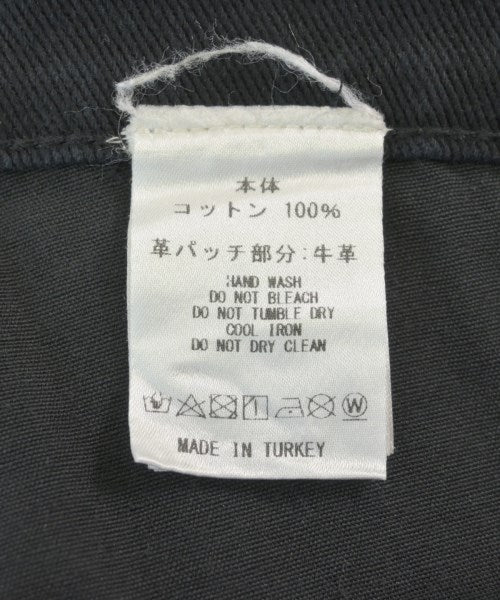 本体
コットン 100%
革パッチ部分:牛革
HAND WASH
DO NOT BLEACH
DO NOT TUMBLE DRY
COOL IRON
DO NOT DRY CLEAN
W
MADE IN TURKEY